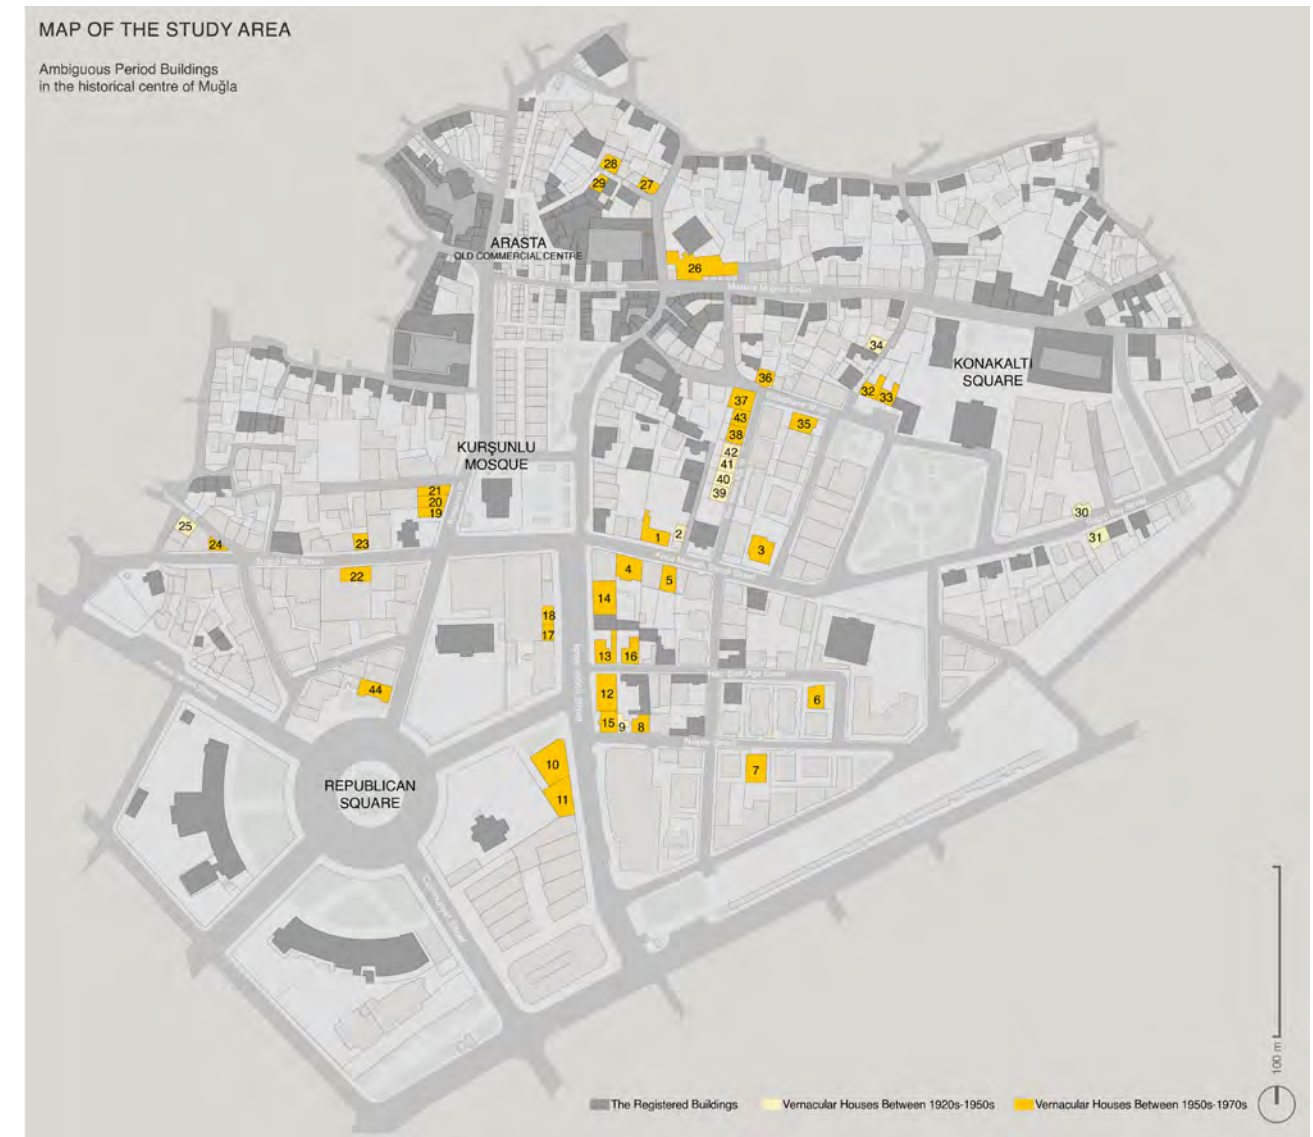 MAP OF THE STUDY AREA
Ambiguous Period Buildings
in the historical centre of Muğla
28
29
27
ARASTA
OLD COMMERCIAL CENTRE
26
34
KONAKALTI
SQUARE
36
32
33
37
43
35
38
42
41
40
39
KURŞUNLU
MOSQUE
21
20
19
25
24
23
22
30
31
1
2
3
4
5
14
18
17
13
16
44
12
6
15
9
8
10
7
11
REPUBLICAN
SQUARE
100 m
The Registered Buildings
Vernacular Houses Between 1920s-1950s
Vernacular Houses Between 1950s-1970s